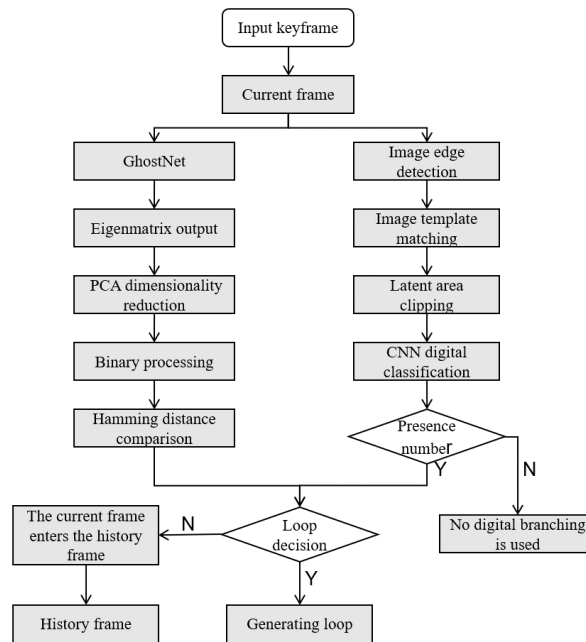 Input keyframe
Current frame
GhostNet
Image edge
detection
Eigenmatrix output
Image template
matching
PCA dimensionality
reduction
Latent area
clipping
Binary processing
CNN digital
classification
Hamming distance
comparison
Presence
number
Y
N
The current frame
enters the history
frame
N
Loop
decision
No digital branching
is used
Y
History frame
Generating loop